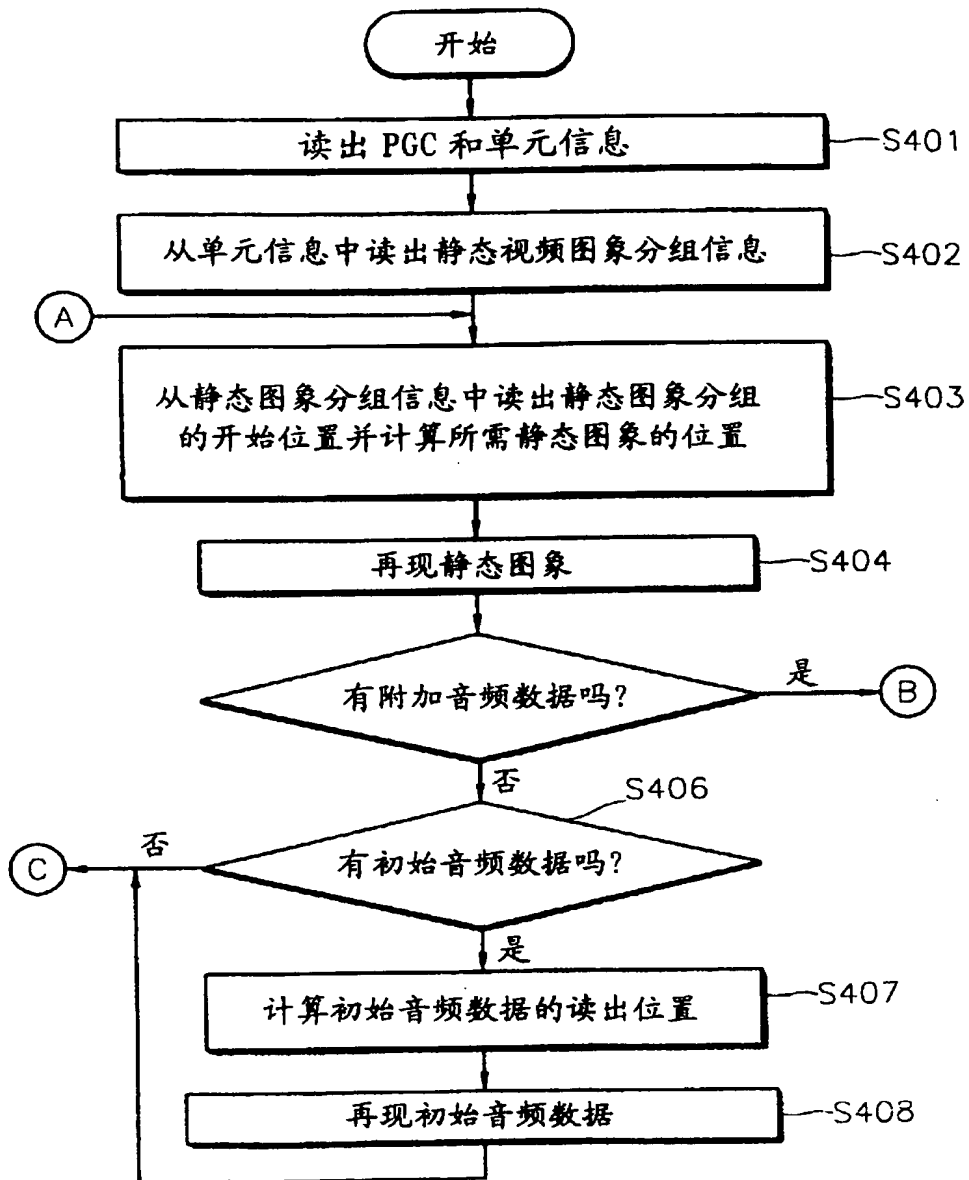 开始
读出 PGC 和单元信息
S401
从单元信息中读出静态视频图象分组信息
S402
A
从静态图象分组信息中读出静态图象分组
的开始位置并计算所需静态图象的位置
S403
再现静态图象
S404
有附加音频数据吗?
是
B
否
S406
有初始音频数据吗?
否
C
是
计算初始音频数据的读出位置
S407
再现初始音频数据
S408